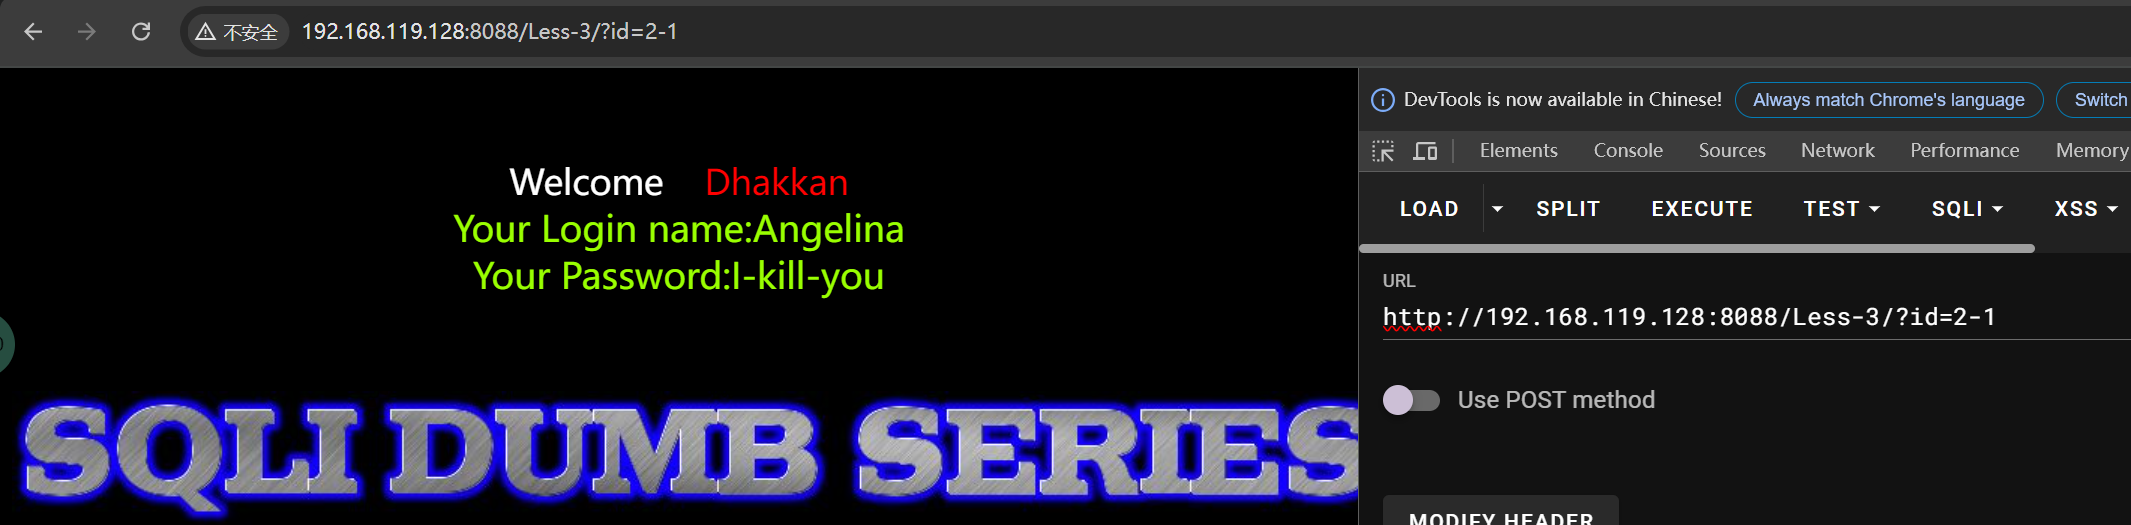 不安全 192.168.119.128:8088/Less-3/?id=2-1
DevTools is now available in Chinese! Always match Chrome's language Switch
Elements Console Sources Network Performance Memory
LOAD SPLIT EXECUTE TEST SQLI XSS
URL
http://192.168.119.128:8088/Less-3/?id=2-1
Use POST method
MODIFY HEADER
Welcome Dhakkan
Your Login name:Angelina
Your Password:I-kill-you
SQLI DUMB SERIES